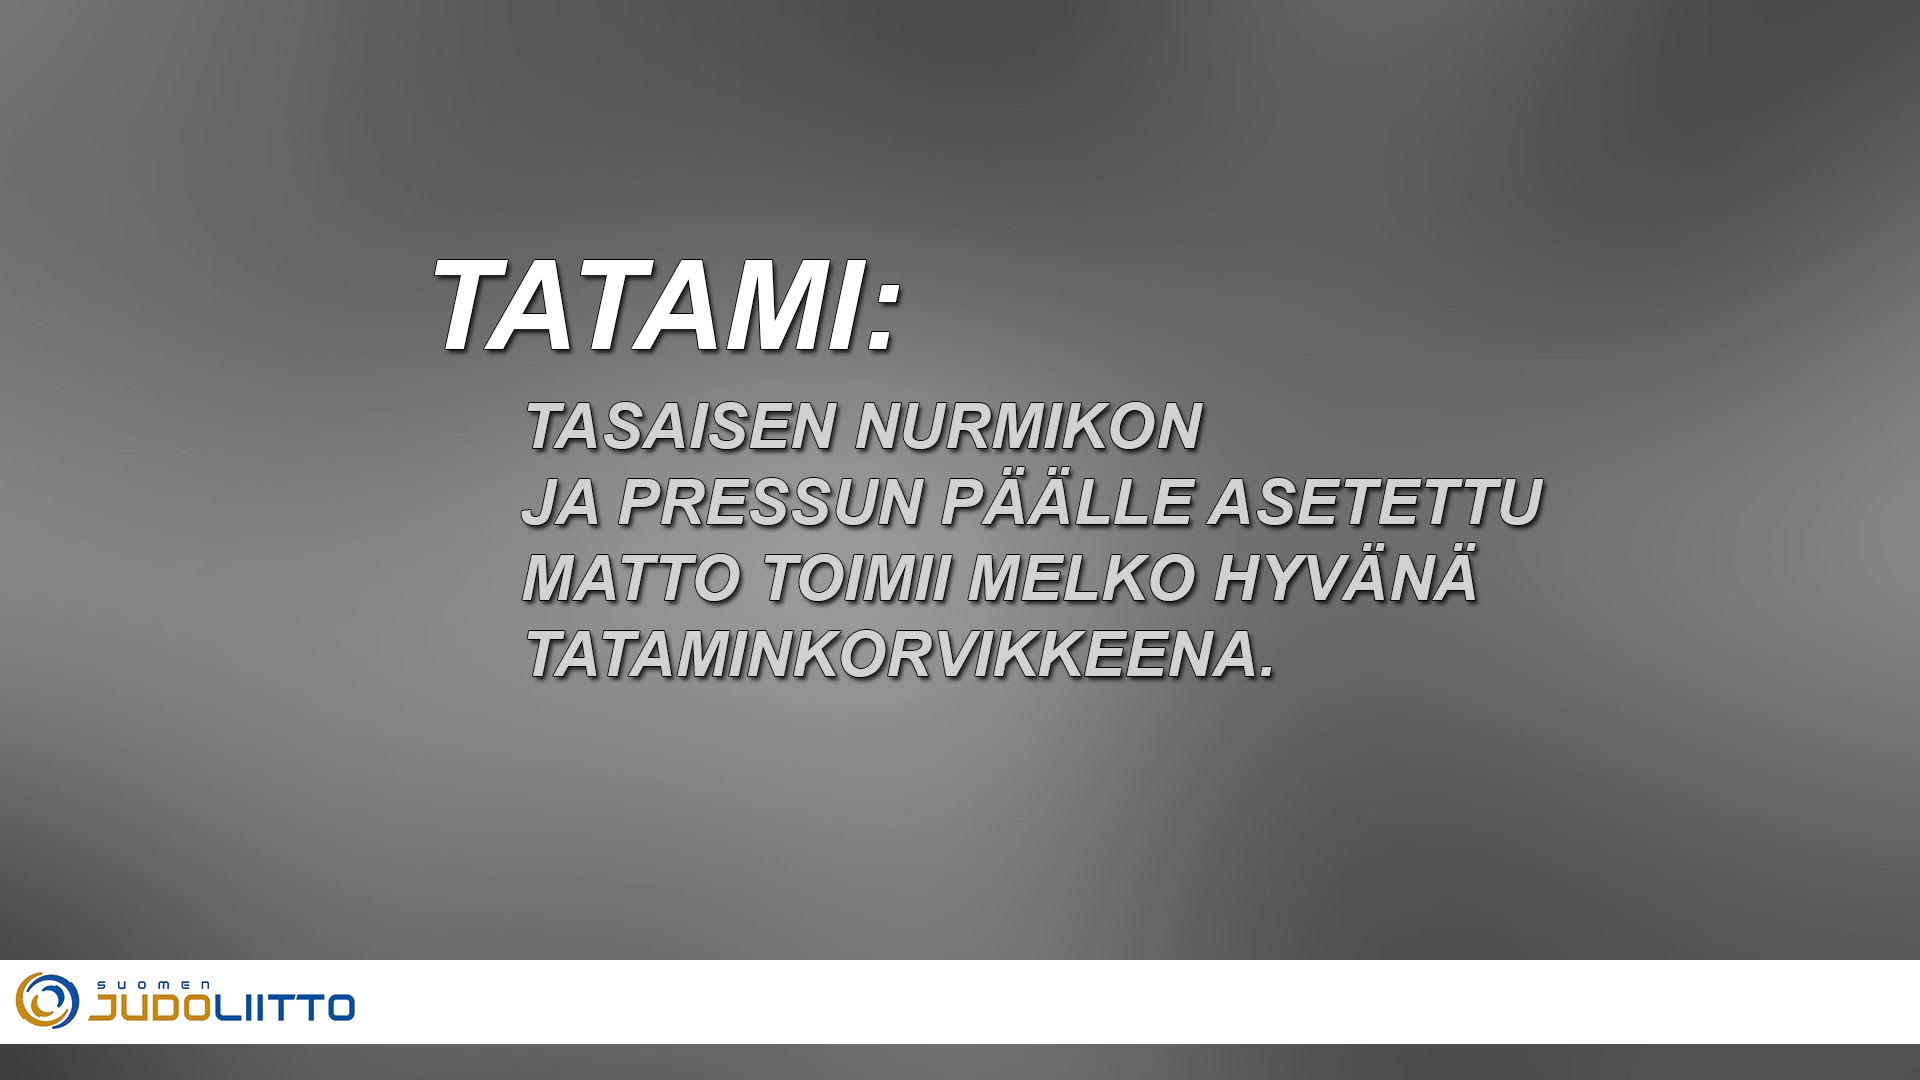 TATAMI:
TASAISEN NURMIKON
JA PRESSUN PÄÄLLE ASETETTU
MATTO TOIMII MELKO HYVÄNÄ
TATAMINKORVIKKEENA.
SUOMEN
JUDOLIITTO